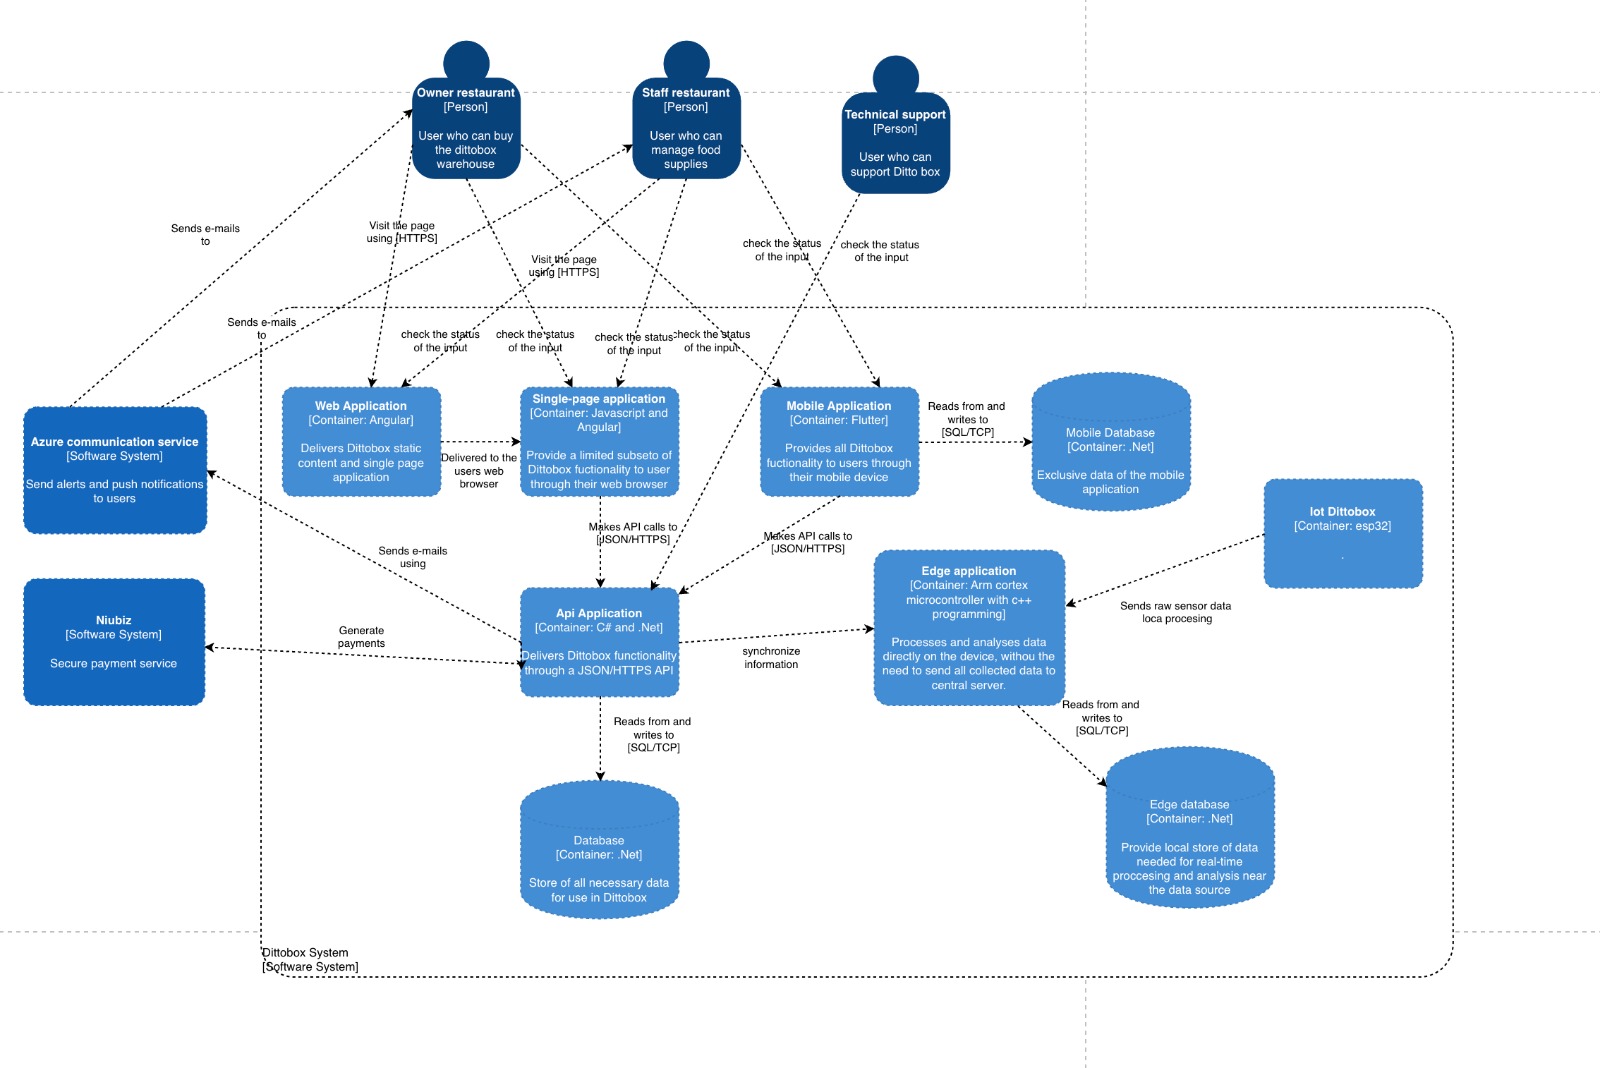 Owner restaurant
[Person]
User who can buy
the dittobox
warehouse
Staff restaurant
[Person]
User who can
manage food
supplies
Technical support
[Person]
User who can
support Ditto box
Sends e-mails
to
Visit the page
using [HTTPS]
Visit the page
using [HTTPS]
check the status
of the input
check the status
of the input
Sends e-mails
to
check the status
of the input
check the status
of the input
check the status
of the input
check the status
of the input
Azure communication service
[Software System]
Send alerts and push notifications
to users
Web Application
[Container: Angular]
Delivers Dittobox static
content and single page
application
Delivered to the
users web
browser
Single-page application
[Container: Javascript and
Angular]
Provide a limited subseto of
Dittobox fuctionality to user
through their web browser
Mobile Application
[Container: Flutter]
Provides all Dittobox
fuctionality to users through
their mobile device
Reads from and
writes to
[SQL/TCP]
Mobile Database
[Container: .Net]
Exclusive data of the mobile
application
Iot Dittobox
[Container: esp32]
.
Makes API calls to
[JSON/HTTPS]
Makes API calls to
[JSON/HTTPS]
Sends e-mails
using
Niubiz
[Software System]
Secure payment service
Generate
payments
Api Application
[Container: C# and .Net]
Delivers Dittobox functionality
through a JSON/HTTPS API
synchronize
information
Edge application
[Container: Arm cortex
microcontroller with c++
programming]
Processes and analyses data
directly on the device, without the
need to send all collected data to
central server.
Sends raw sensor data
loca procesing
Reads from and
writes to
[SQL/TCP]
Reads from and
writes to
[SQL/TCP]
Database
[Container: .Net]
Store of all necessary data
for use in Dittobox
Edge database
[Container: .Net]
Provide local store of data
needed for real-time
proccesing and analysis near
the data source
Dittobox System
[Software System]